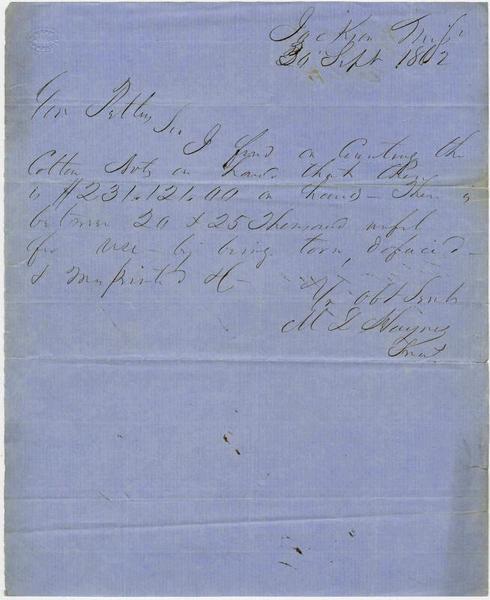 Jackson Miss
30 Sept 1862
Gov Pettus
Sir I find on Counting the
Cotton Notes on hand that there
is $231.121.00 on hand - There is
between 20 & 25 Thousand unfit
for use - by being torn, defaced -
& misprinted &c -
Yr obt Servt
M L Haynes
Treat.